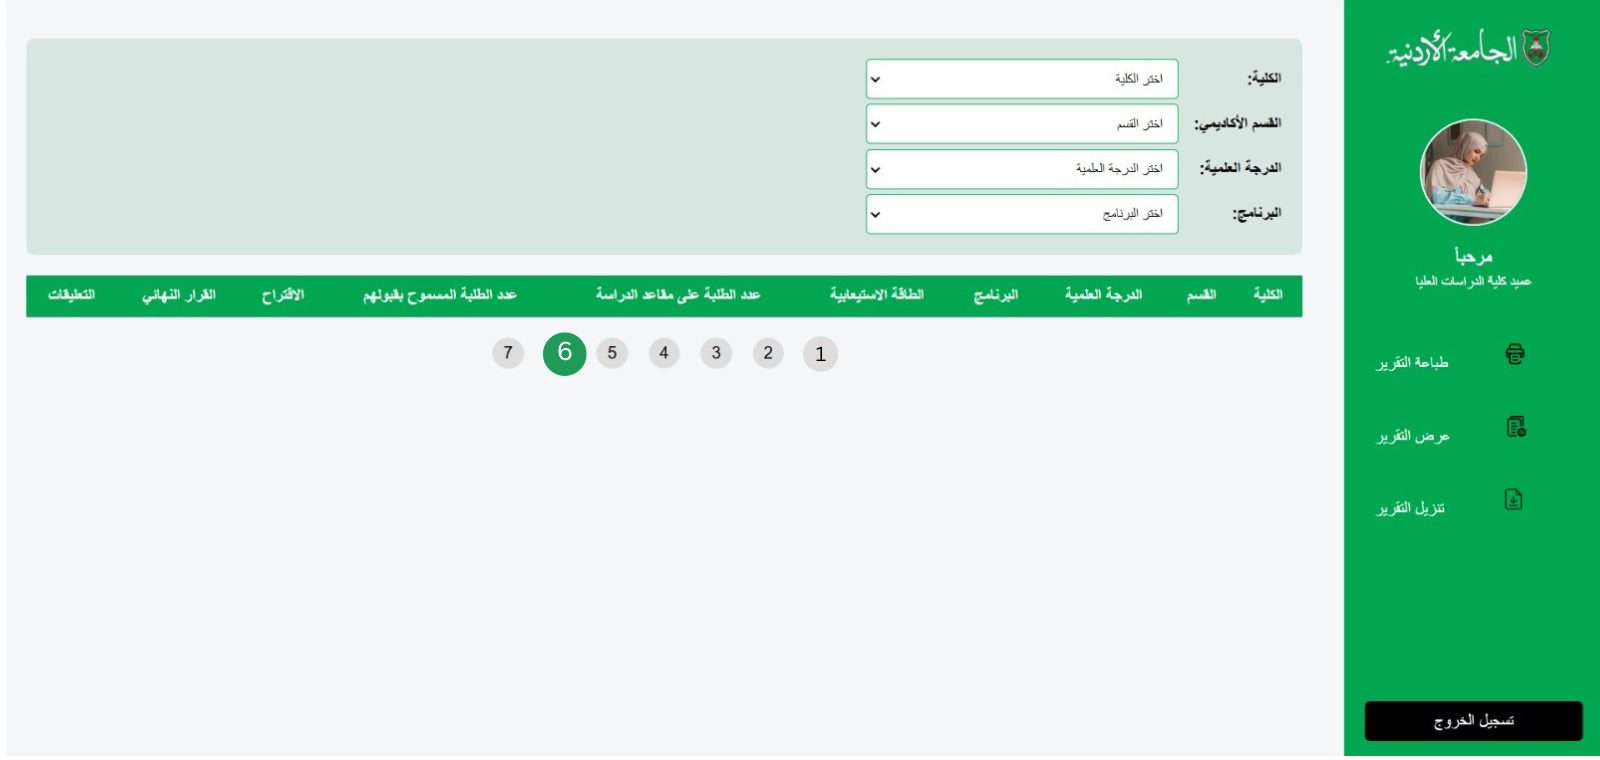 الجامعة الأردنية
مرحباً
عميد كلية الدراسات العليا
طباعة التقرير
عرض التقرير
تنزيل التقرير
تسجيل الخروج
الكلية: اختر الكلية
القسم الأكاديمي: اختر القسم
الدرجة العلمية: اختر الدرجة العلمية
البرنامج: اختر البرنامج
الكلية القسم الدرجة العلمية البرنامج الطاقة الاستيعابية عدد الطلبة على مقاعد الدراسة عدد الطلبة المسموح بقبولهم الاقتراح القرار النهائي التعليقات
1 2 3 4 5 6 7